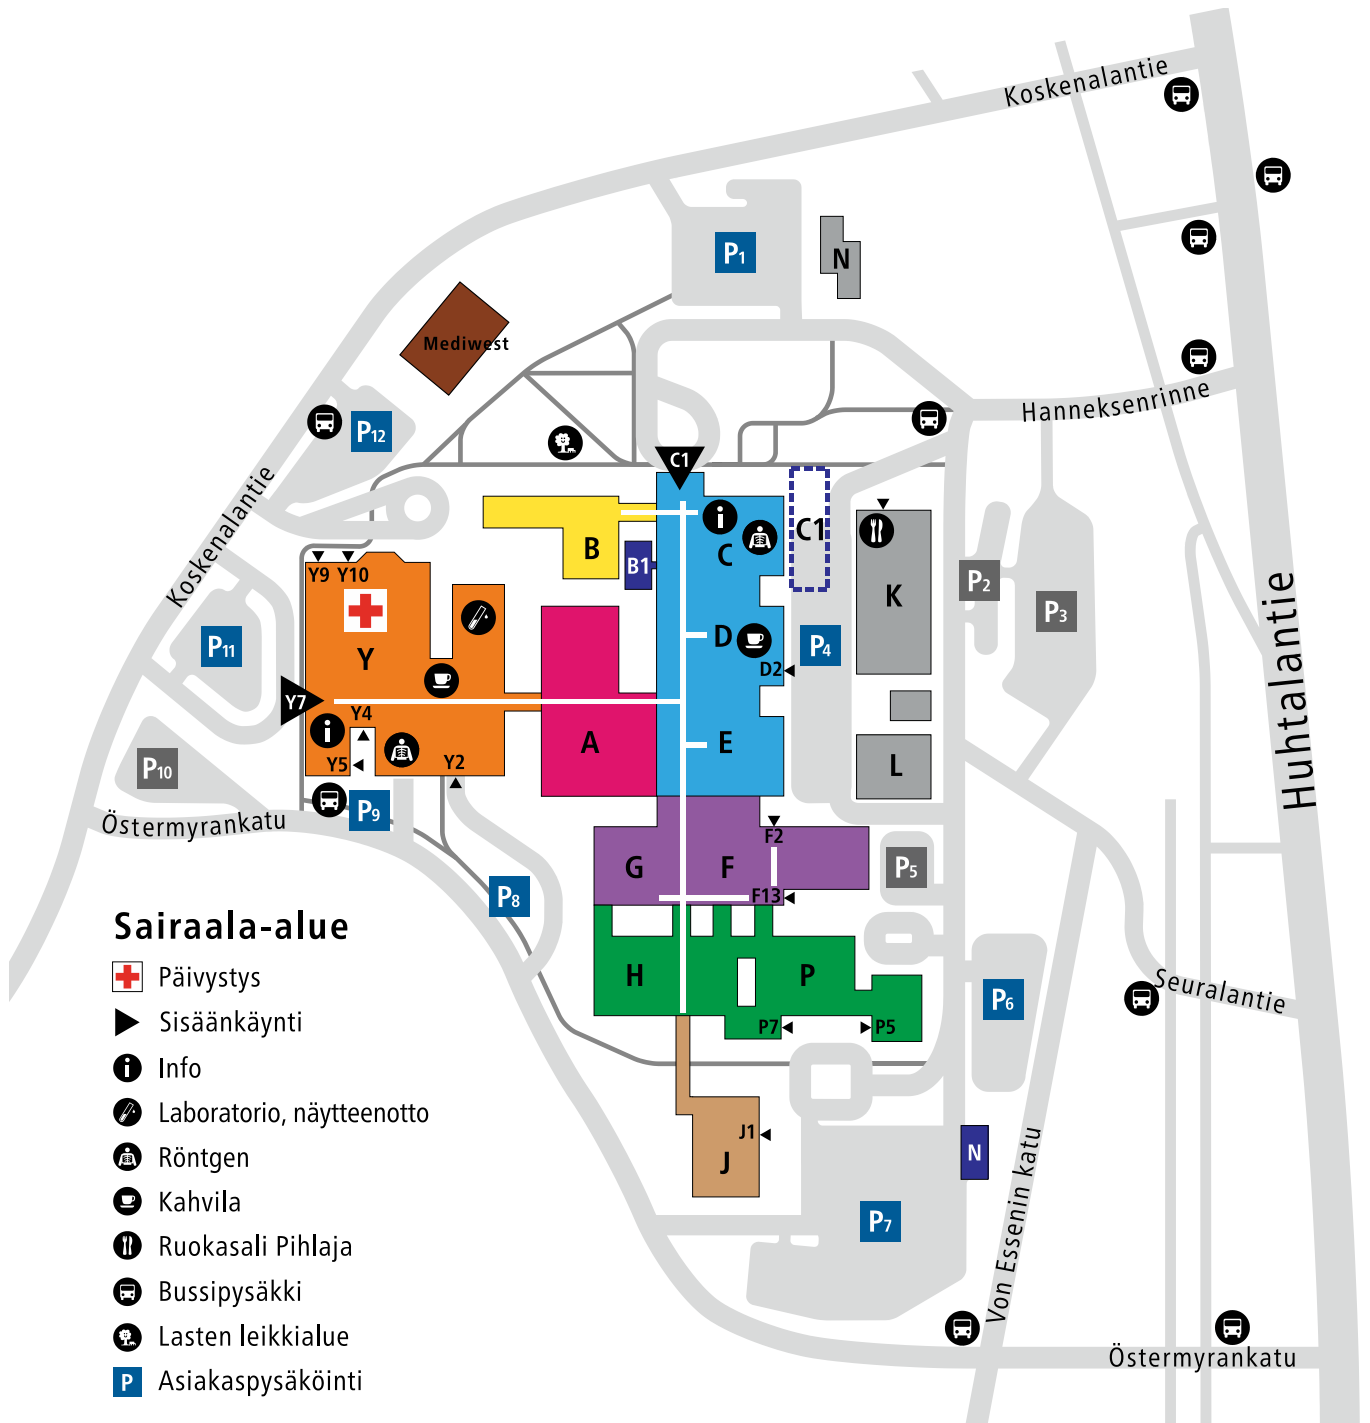 Koskenalantie
P1
N
Mediwest
Hanneksenrinne
P12
C1
Koskenalantie
B
C
C1
B1
K
P2
P3
Y9
Y10
Y
D
D2
P4
P11
Y7
Y4
A
E
L
Huhtalantie
P10
Y5
Y2
P9
Östermyrankatu
F2
G
F
F13
P5
P8
Sairaala-alue
Päivystys
Sisäänkäynti
Info
Laboratorio, näytteenotto
Röntgen
Kahvila
Ruokasali Pihlaja
Bussipysäkki
Lasten leikkialue
P Asiakaspysäköinti
H
P
P7
P5
P6
Seuralantie
J1
J
N
P7
Von Essenin katu
Östermyrankatu